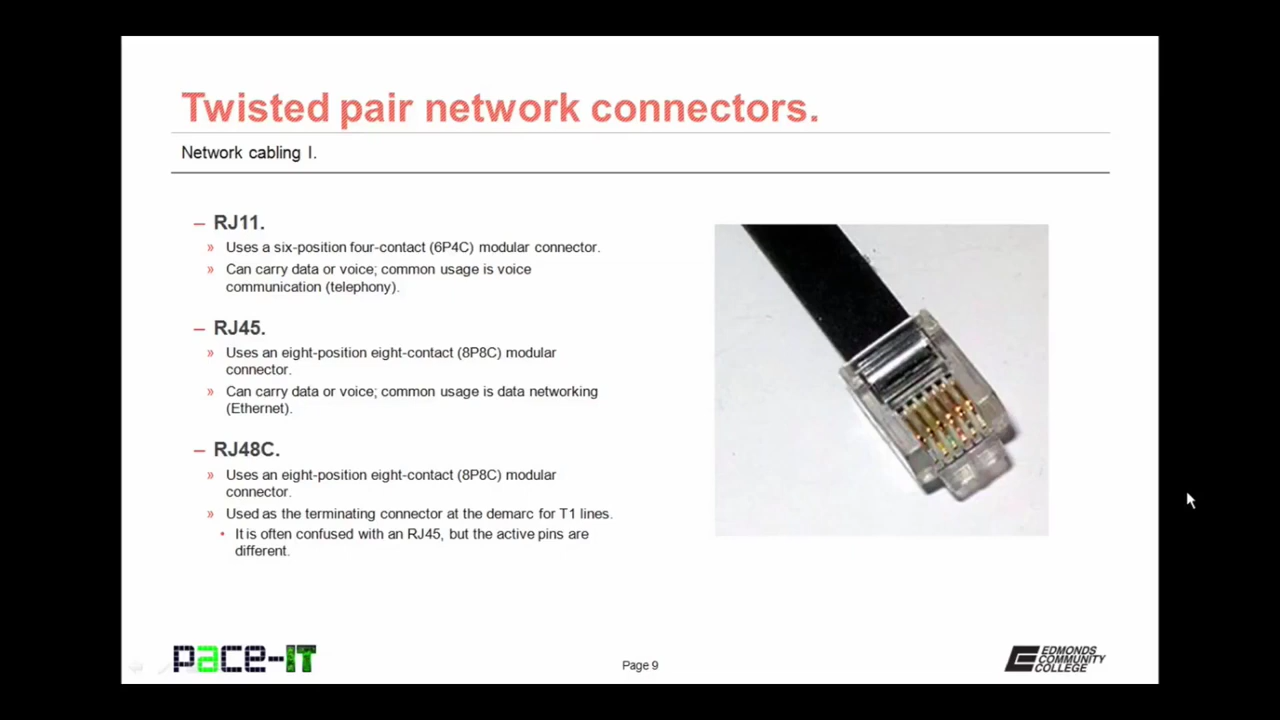 Twisted pair network connectors.
Network cabling I.
– RJ11.
» Uses a six-position four-contact (6P4C) modular connector.
» Can carry data or voice; common usage is voice
communication (telephony).
– RJ45.
» Uses an eight-position eight-contact (8P8C) modular
connector.
» Can carry data or voice; common usage is data networking
(Ethernet).
– RJ48C.
» Uses an eight-position eight-contact (8P8C) modular
connector.
» Used as the terminating connector at the demarc for T1 lines.
• It is often confused with an RJ45, but the active pins are
different.
pace-IT
Page 9
EDMONDS
COMMUNITY
COLLEGE